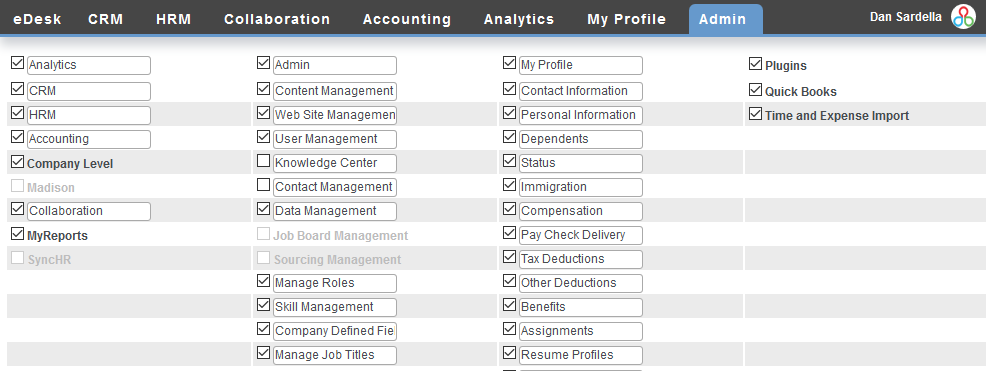 eDesk CRM HRM Collaboration Accounting Analytics My Profile Admin Dan Sardella
Analytics Admin My Profile Plugins
CRM Content Management Contact Information Quick Books
HRM Web Site Managemen Personal Information Time and Expense Import
Accounting User Management Dependents
Company Level Knowledge Center Status
Madison Contact Management Immigration
Collaboration Data Management Compensation
MyReports Job Board Management Pay Check Delivery
SyncHR Sourcing Management Tax Deductions
Manage Roles Other Deductions
Skill Management Benefits
Company Defined Fie Assignments
Manage Job Titles Resume Profiles